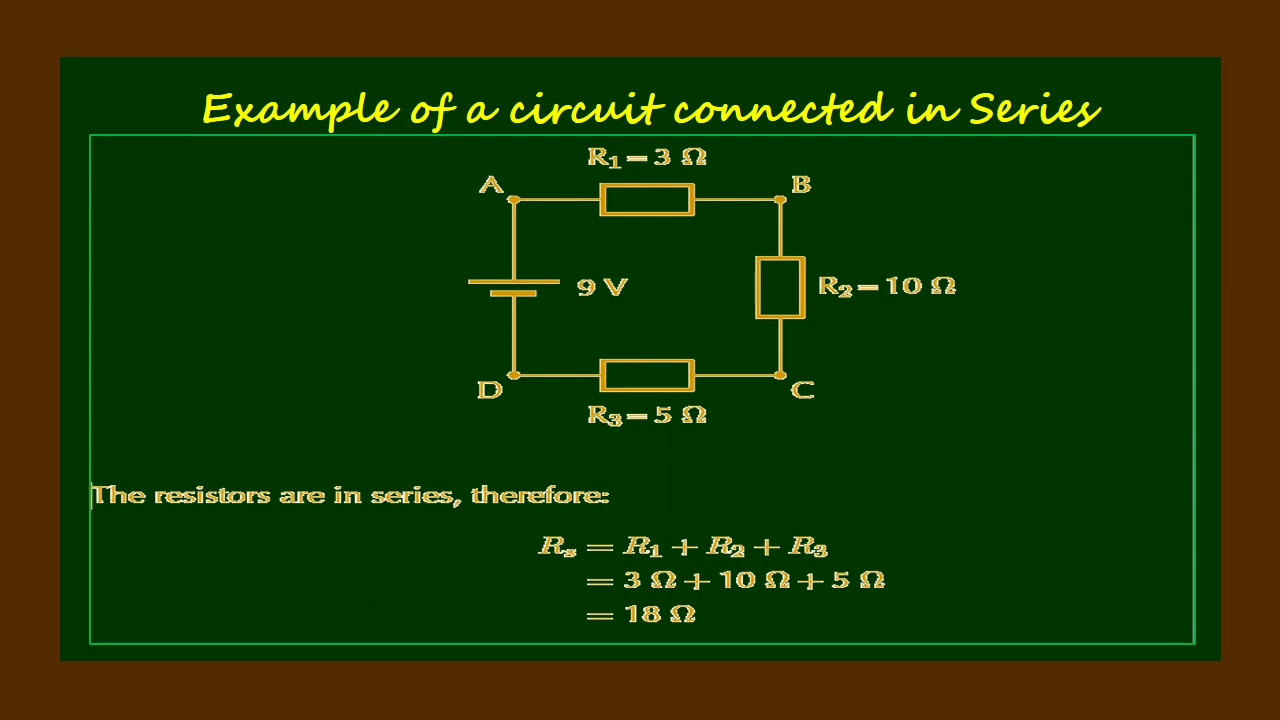 Example of a circuit connected in Series
R₁ = 3 Ω
A
B
9 V
R₂ = 10 Ω
D
C
R₃ = 5 Ω
The resistors are in series, therefore:
Rₛ = R₁ + R₂ + R₃
= 3 Ω + 10 Ω + 5 Ω
= 18 Ω